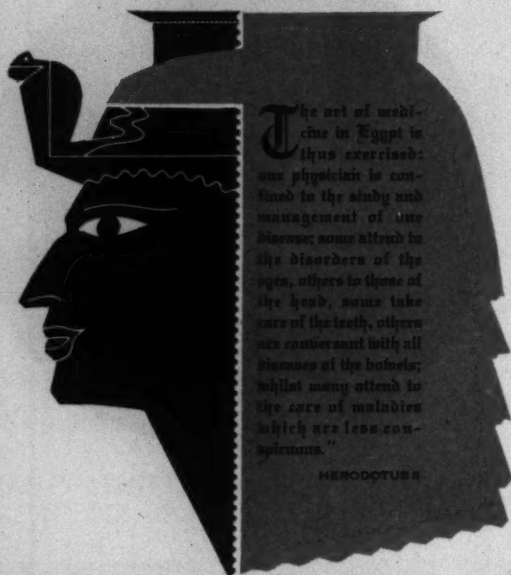 The art of medi-
cine in Egypt is
thus exercised:
one physician is con-
fined to the study and
management of one
disease; some attend to
the disorders of the
eyes, others to those of
the head, some take
care of the teeth, others
are conversant with all
diseases of the bowels;
whilst many attend to
the care of maladies
which are less con-
spicuous."
HERODOTUS II